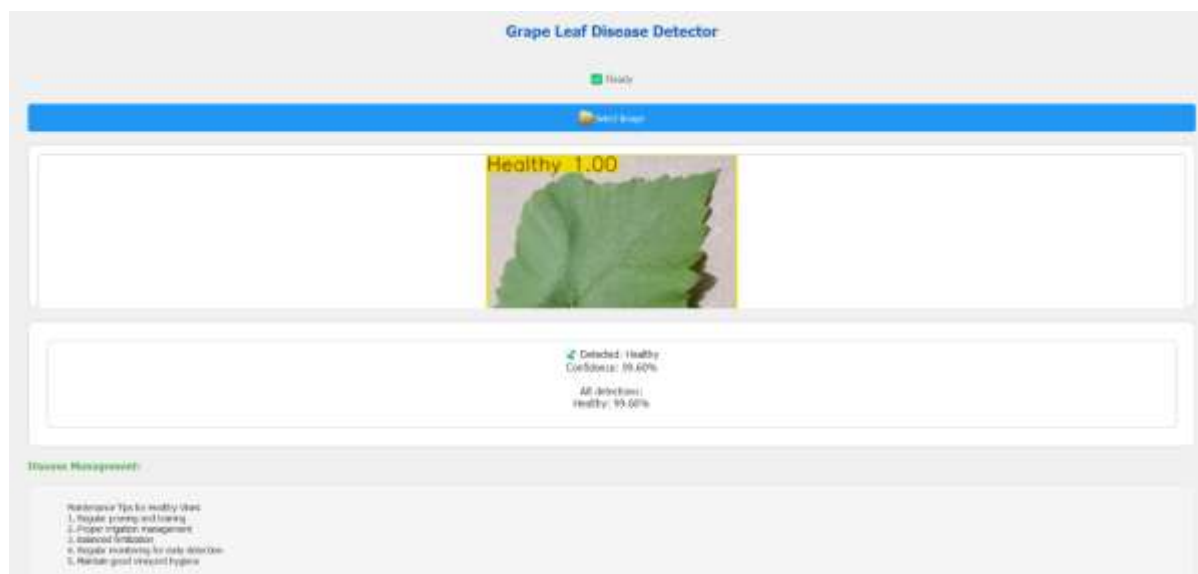 Grape Leaf Disease Detector
Ready
Select Image
Healthy 1.00
Detected: Healthy
Confidence: 99.60%
All detections:
Healthy: 99.60%
Disease Management:
Maintenance Tips for Healthy Vines
1. Regular pruning and training
2. Proper irrigation management
3. Balanced fertilization
4. Regular monitoring for early detection
5. Maintain good vineyard hygiene